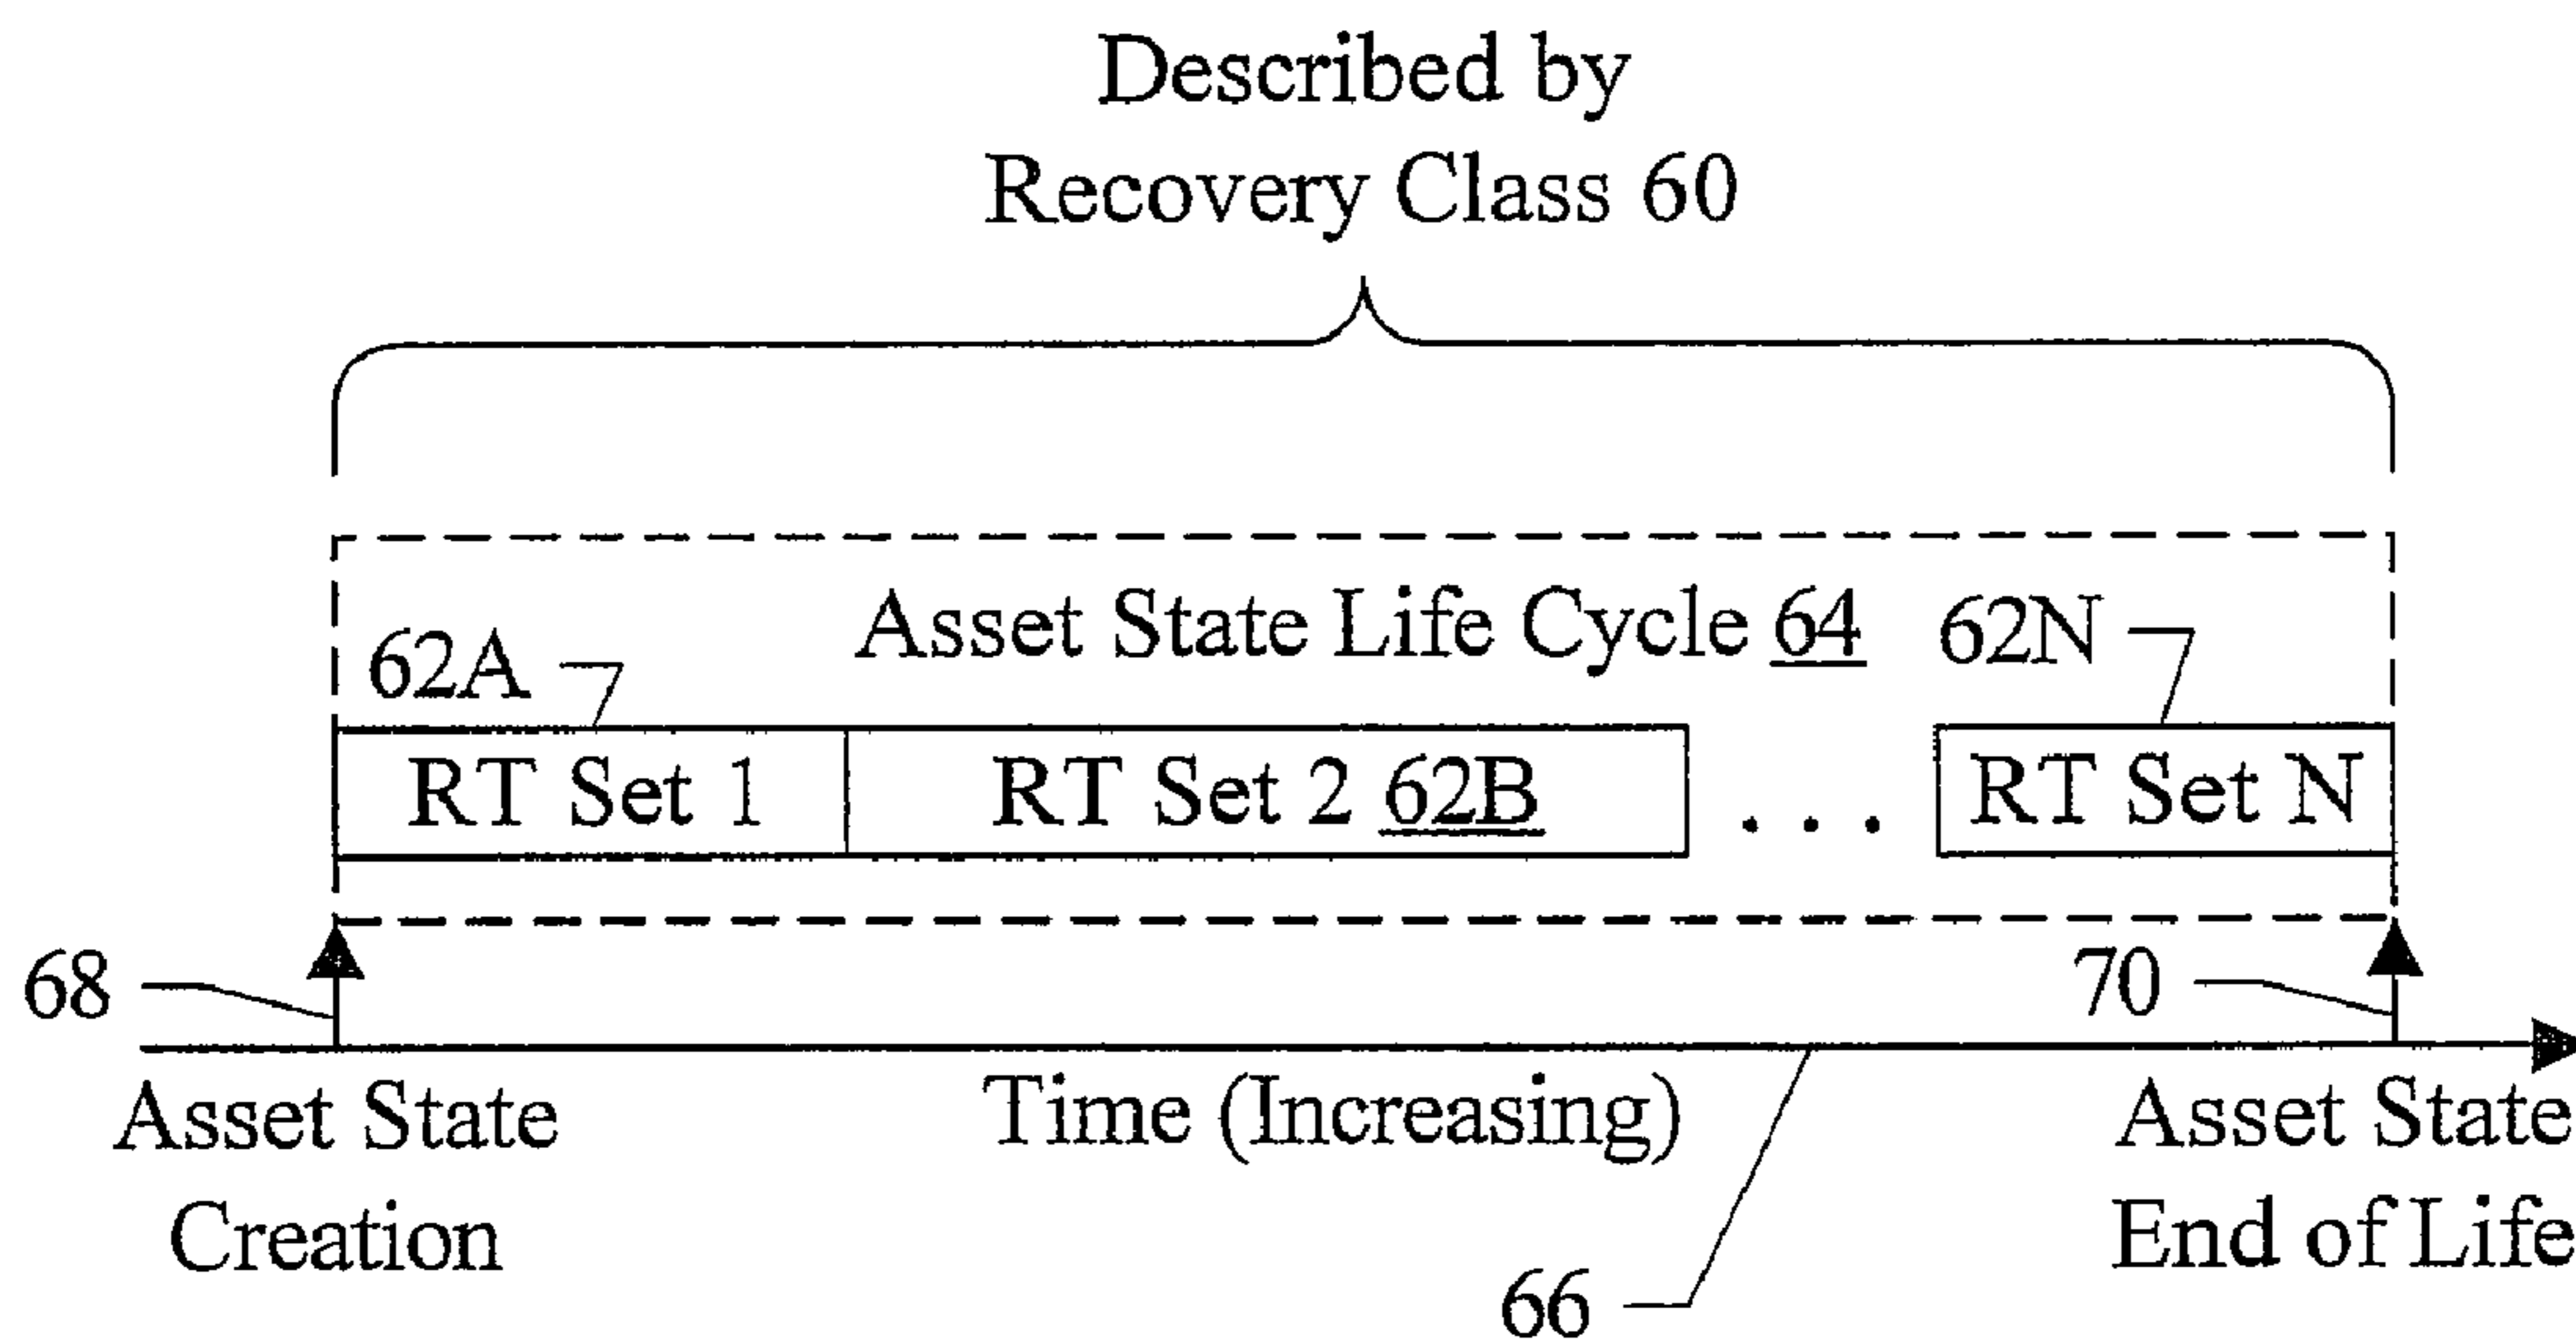 Described by
Recovery Class 60
Asset State Life Cycle 64
62A
62N
RT Set 1
RT Set 2 62B
. . .
RT Set N
68
70
Asset State
Creation
Time (Increasing)
Asset State
End of Life
66